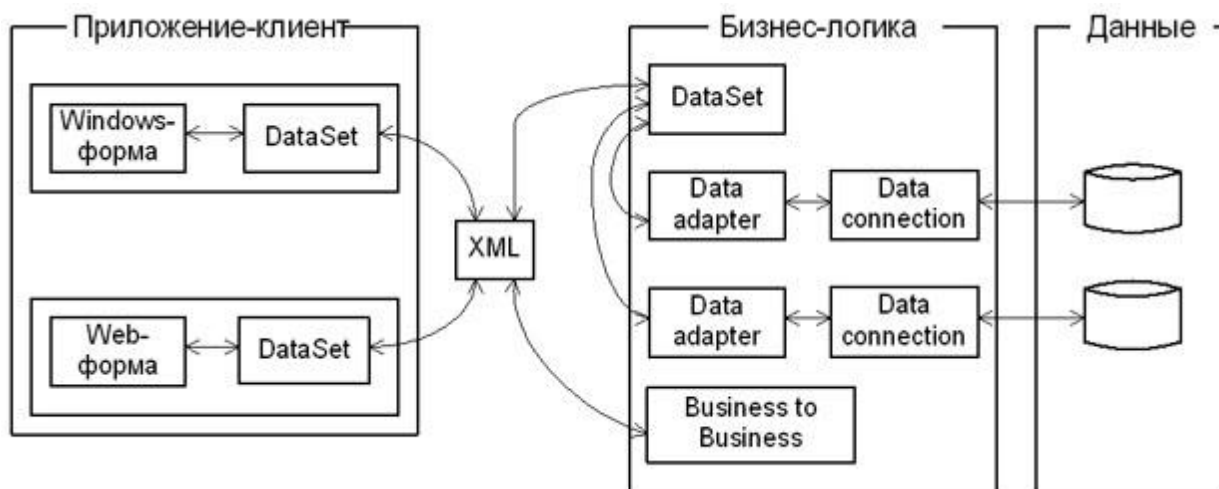 Приложение-клиент
Бизнес-логика
Данные
Windows-
форма
DataSet
Web-
форма
DataSet
XML
DataSet
Data
adapter
Data
connection
Data
adapter
Data
connection
Business to
Business